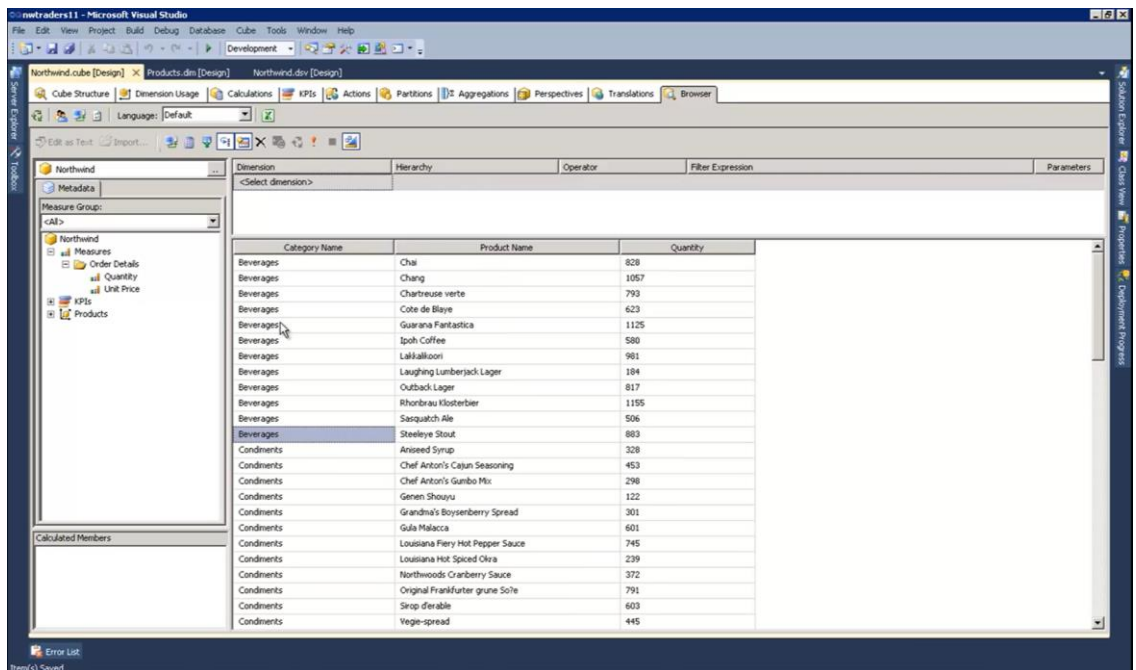 nwtraders11 - Microsoft Visual Studio
File Edit View Project Build Debug Database Cube Tools Window Help
Development
Northwind.cube [Design] Products.dim [Design] Northwind.dsv [Design]
Cube Structure Dimension Usage Calculations KPIs Actions Partitions Aggregations Perspectives Translations Browser
Language: Default
Edit as Text Import...
Northwind ...
Metadata
Measure Group:
<All>
Northwind
Measures
Order Details
Quantity
Unit Price
KPIs
Products
Calculated Members
Dimension Hierarchy Operator Filter Expression Parameters
<Select dimension>
Category Name Product Name Quantity
Beverages Chai 828
Beverages Chang 1057
Beverages Chartreuse verte 793
Beverages Cote de Blaye 623
Beverages Guarana Fantastica 1125
Beverages Ipoh Coffee 580
Beverages Lakkalikoori 981
Beverages Laughing Lumberjack Lager 184
Beverages Outback Lager 817
Beverages Rhonbrau Klosterbier 1155
Beverages Sasquatch Ale 506
Beverages Steeleye Stout 883
Condiments Aniseed Syrup 328
Condiments Chef Anton's Cajun Seasoning 453
Condiments Chef Anton's Gumbo Mix 298
Condiments Genen Shouyu 122
Condiments Grandma's Boysenberry Spread 301
Condiments Gula Malacca 601
Condiments Louisiana Fiery Hot Pepper Sauce 745
Condiments Louisiana Hot Spiced Okra 239
Condiments Northwoods Cranberry Sauce 372
Condiments Original Frankfurter grune So?e 791
Condiments Sirop d'erable 603
Condiments Vegie-spread 445
Server Explorer
Toolbox
Solution Explorer
Class View
Properties
Deployment Progress
Error List
Item(s) Saved